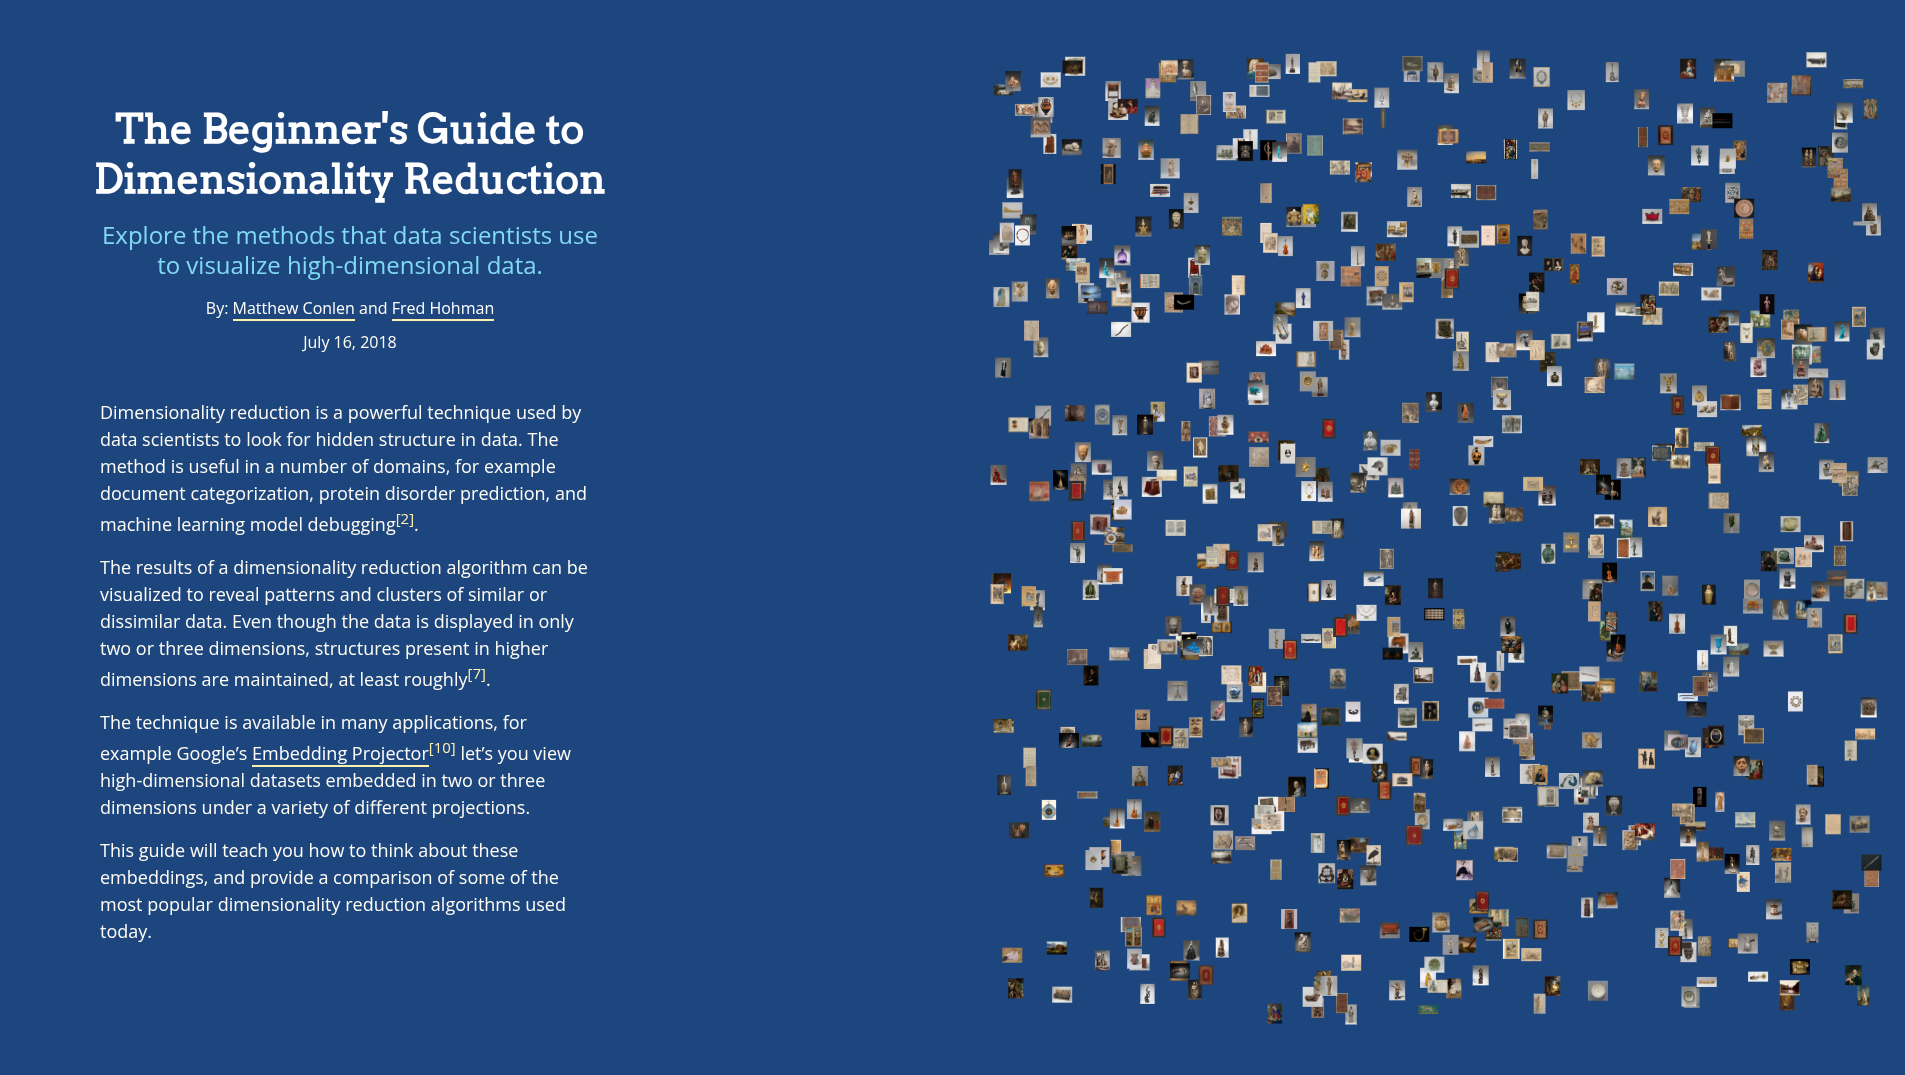 The Beginner's Guide to
Dimensionality Reduction
Explore the methods that data scientists use
to visualize high-dimensional data.
By: Matthew Conlen and Fred Hohman
July 16, 2018
Dimensionality reduction is a powerful technique used by
data scientists to look for hidden structure in data. The
method is useful in a number of domains, for example
document categorization, protein disorder prediction, and
machine learning model debugging[2].
The results of a dimensionality reduction algorithm can be
visualized to reveal patterns and clusters of similar or
dissimilar data. Even though the data is displayed in only
two or three dimensions, structures present in higher
dimensions are maintained, at least roughly[7].
The technique is available in many applications, for
example Google’s Embedding Projector[10] let’s you view
high-dimensional datasets embedded in two or three
dimensions under a variety of different projections.
This guide will teach you how to think about these
embeddings, and provide a comparison of some of the
most popular dimensionality reduction algorithms used
today.